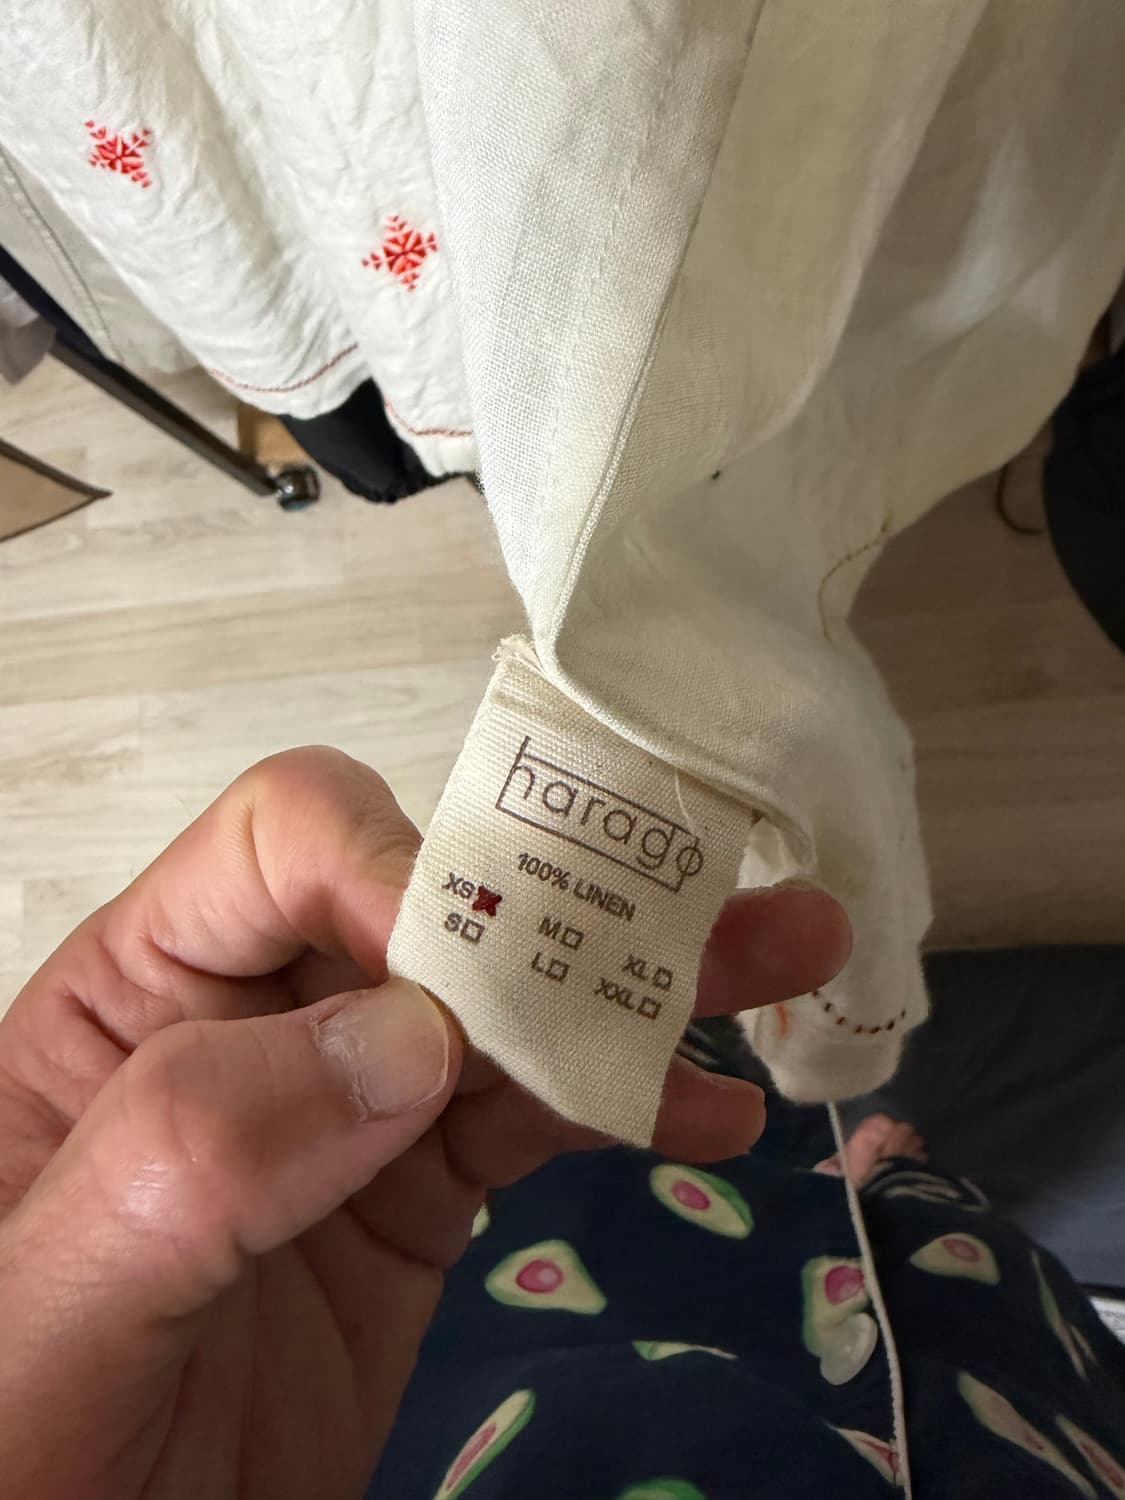 harago
100% LINEN
XS
S☐ M☐ XL☐
L☐ XXL☐